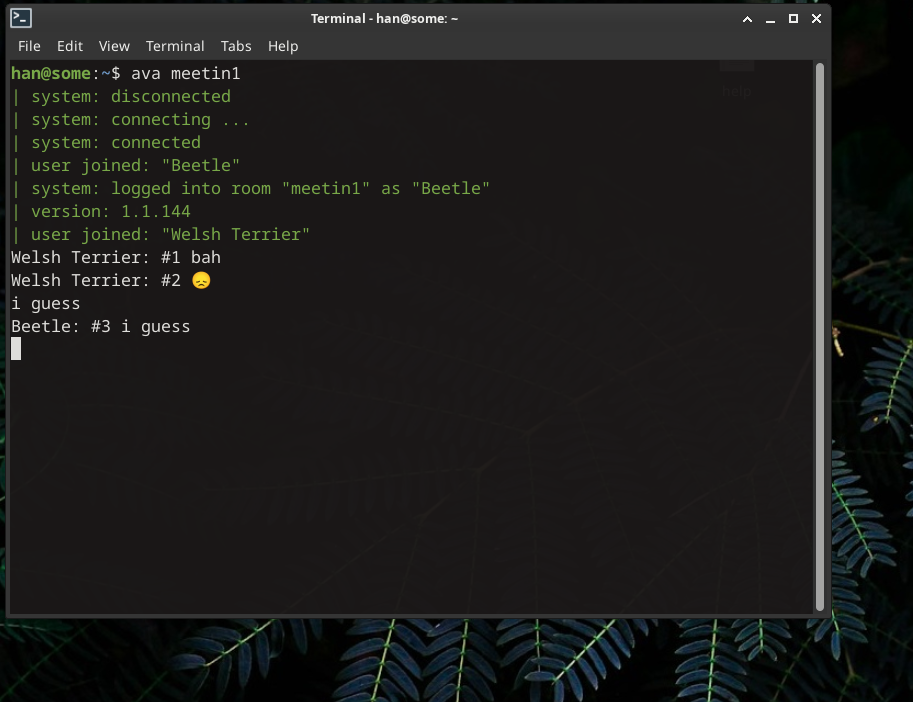 Terminal - han@some: ~
File Edit View Terminal Tabs Help
han@some:~$ ava meetin1
| system: disconnected
| system: connecting ...
| system: connected
| user joined: "Beetle"
| system: logged into room "meetin1" as "Beetle"
| version: 1.1.144
| user joined: "Welsh Terrier"
Welsh Terrier: #1 bah
Welsh Terrier: #2 😞
i guess
Beetle: #3 i guess
help